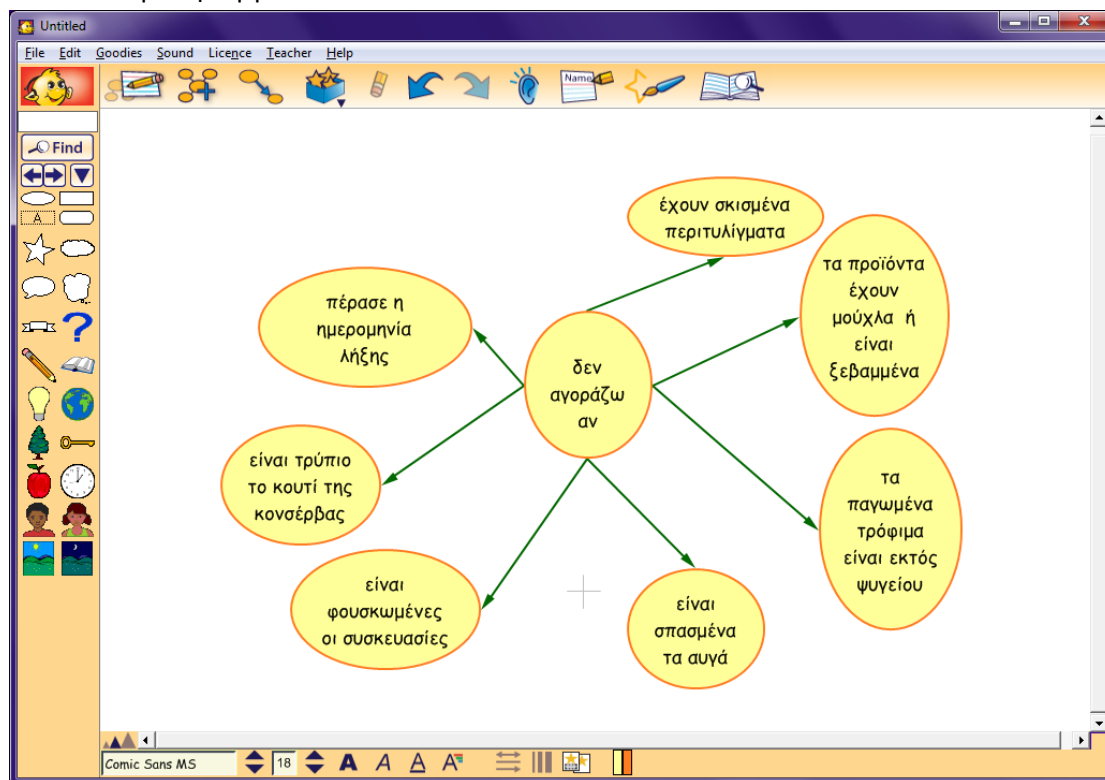 Untitled
File Edit Goodies Sound Licence Teacher Help
Name
Find
A
έχουν σκισμένα
περιτυλίγματα
τα προϊόντα
έχουν
μούχλα ή
είναι
ξεβαμμένα
πέρασε η
ημερομηνία
λήξης
δεν
αγοράζω
αν
είναι τρύπιο
το κουτί της
κονσέρβας
τα
παγωμένα
τρόφιμα
είναι εκτός
ψυγείου
είναι
φουσκωμένες
οι συσκευασίες
είναι
σπασμένα
τα αυγά
Comic Sans MS 18 A A A A